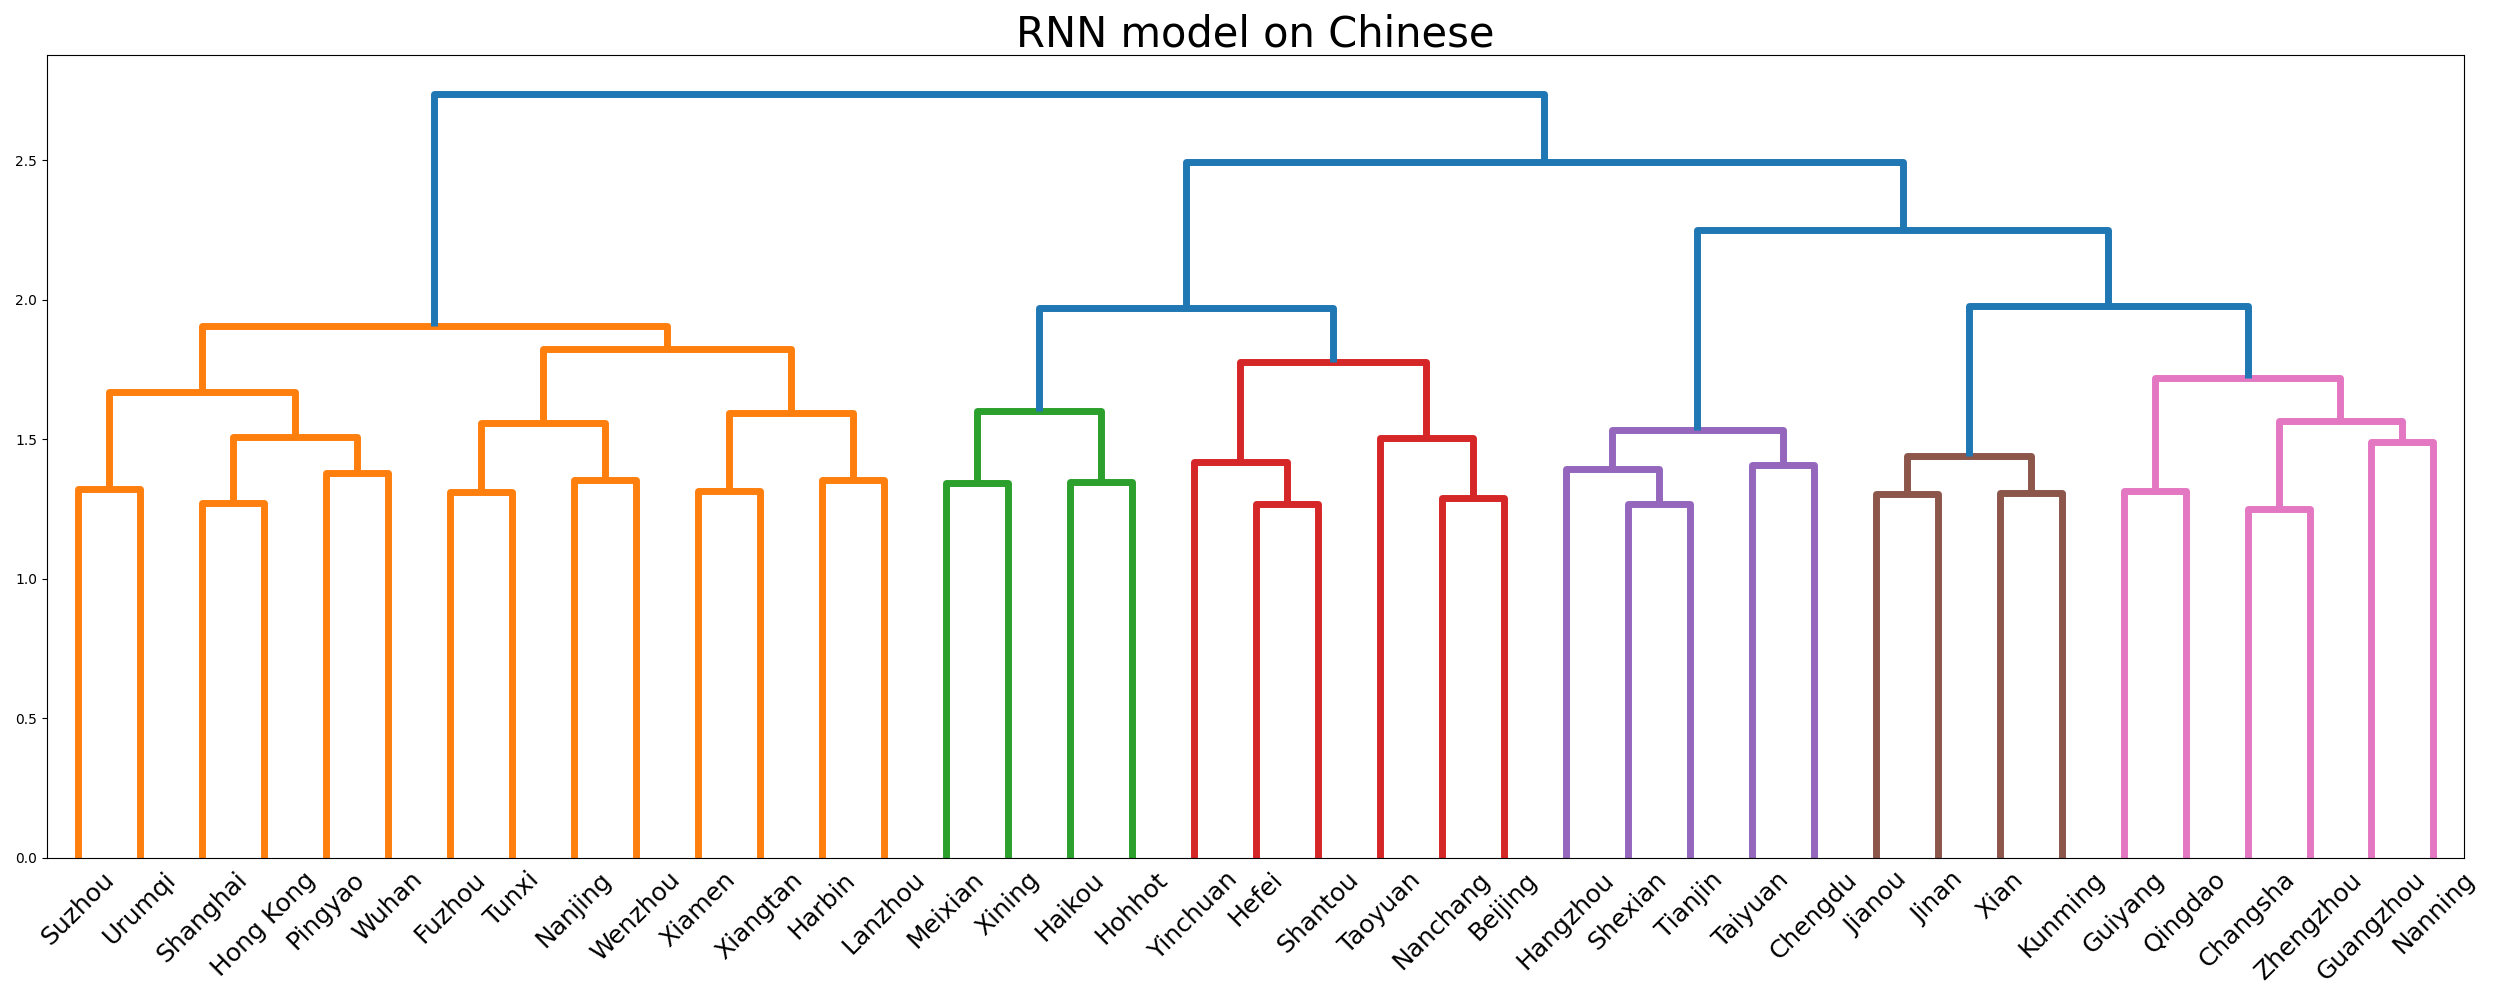 RNN model on Chinese
2.5
2.0
1.5
1.0
0.5
0.0
Suzhou
Urumqi
Shanghai
Hong Kong
Pingyao
Wuhan
Fuzhou
Tunxi
Nanjing
Wenzhou
Xiamen
Xiangtan
Harbin
Lanzhou
Meixian
Xining
Haikou
Hohhot
Yinchuan
Hefei
Shantou
Taoyuan
Nanchang
Beijing
Hangzhou
Shexian
Tianjin
Taiyuan
Chengdu
Jianou
Jinan
Xian
Kunming
Guiyang
Qingdao
Changsha
Zhengzhou
Guangzhou
Nanning